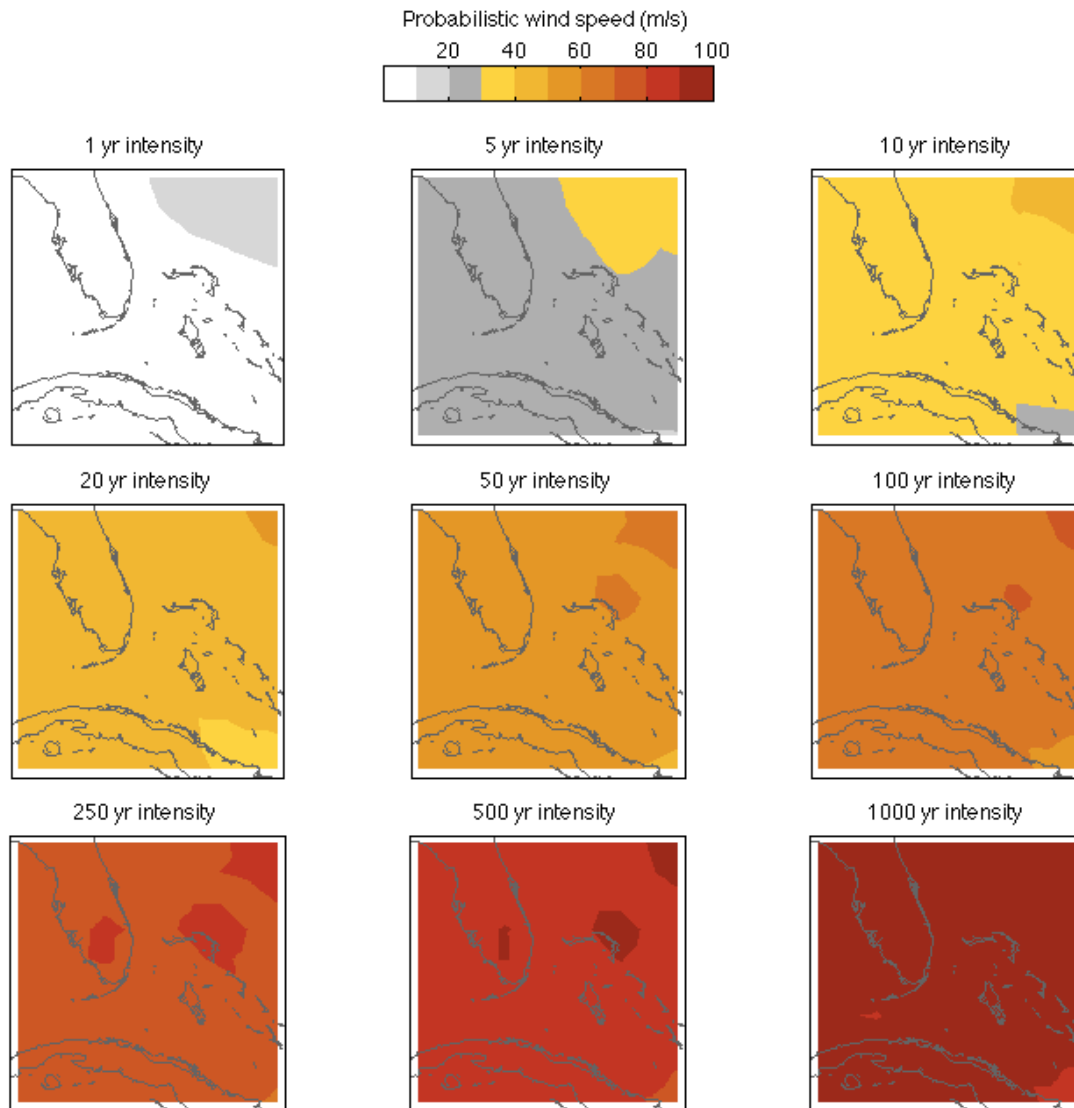 Probabilistic wind speed (m/s)
20 40 60 80 100
1 yr intensity 5 yr intensity 10 yr intensity
20 yr intensity 50 yr intensity 100 yr intensity
250 yr intensity 500 yr intensity 1000 yr intensity